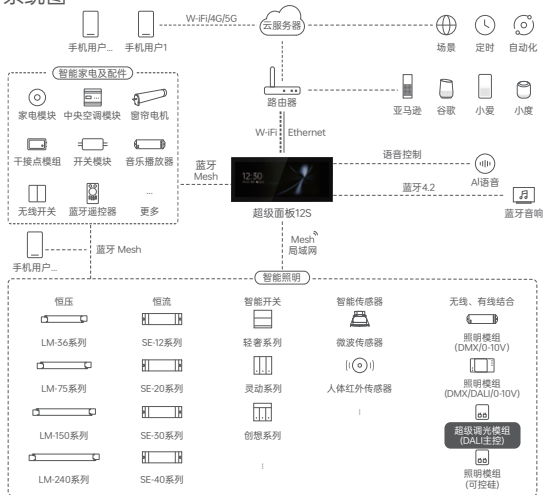 系统图
W-iFi/4G/5G
云服务器
手机用户...
手机用户1
场景
定时
自动化
智能家电及配件
家电模块
中央空调模块
窗帘电机
路由器
亚马逊
谷歌
小爱
小度
W-iFi
Ethernet
干接点模组
开关模块
音乐播放器
蓝牙
Mesh
12:30
语音控制
AI语音
蓝牙4.2
蓝牙音响
无线开关
蓝牙遥控器
...
更多
超级面板12S
蓝牙 Mesh
手机用户...
Mesh
局域网
智能照明
恒压
恒流
智能开关
智能传感器
无线、有线结合
LM-36系列
SE-12系列
轻奢系列
微波传感器
照明模组
(DMX/0-10V)
LM-75系列
SE-20系列
灵动系列
人体红外传感器
照明模组
(DMX/DALI/0-10V)
LM-150系列
SE-30系列
创想系列
超级调光模组
(DALI主控)
LM-240系列
SE-40系列
照明模组
(可控硅)